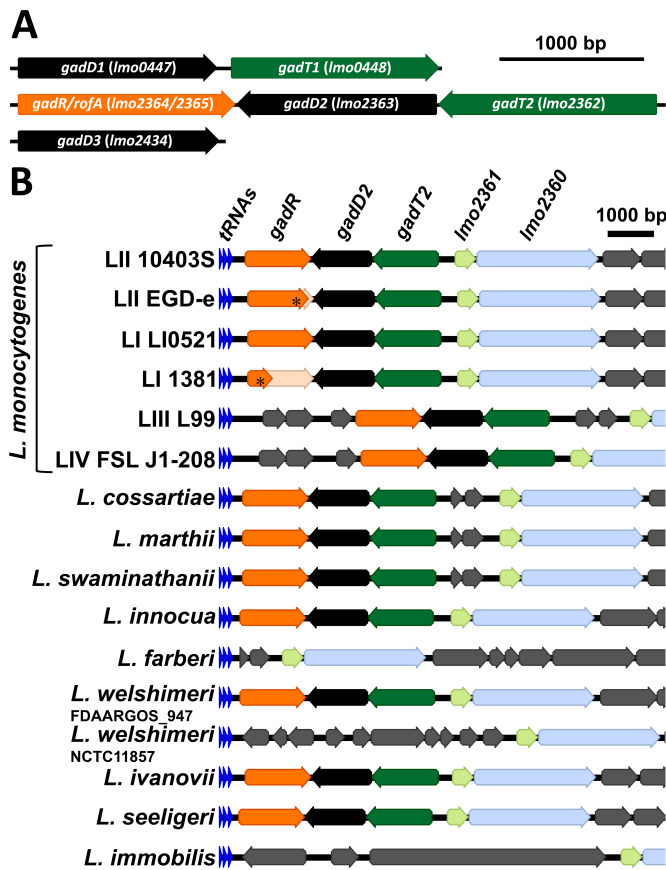 A
1000 bp
gadD1 (lmo0447)
gadT1 (lmo0448)
gadR/rofA (lmo2364/2365)
gadD2 (lmo2363)
gadT2 (lmo2362)
gadD3 (lmo2434)
B
tRNAs
gadR
gadD2
gadT2
lmo2361
lmo2360
1000 bp
L. monocytogenes
LII 10403S
LII EGD-e
*
LI LI0521
LI 1381
*
LIII L99
LIV FSL J1-208
L. cossartiae
L. marthii
L. swaminathanii
L. innocua
L. farberi
L. welshimeri
FDAARGOS_947
L. welshimeri
NCTC11857
L. ivanovii
L. seeligeri
L. immobilis